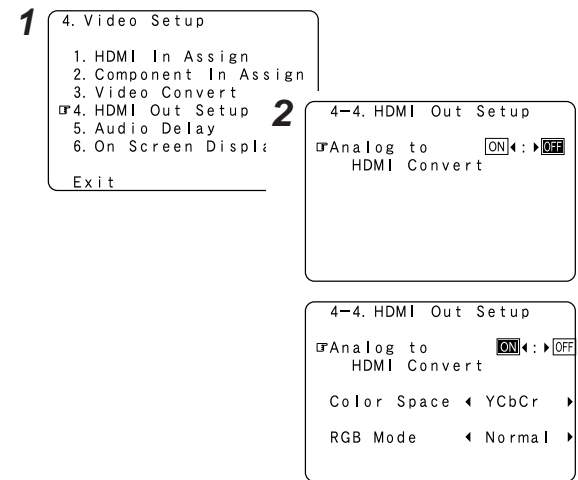 1
4. Video Setup
1. HDMI In Assign
2. Component In Assign
3. Video Convert
☞4. HDMI Out Setup
5. Audio Delay
6. On Screen
Exit
2
4-4. HDMI Out Setup
☞Analog to ON◀:▶OFF
HDMI Convert
4-4. HDMI Out Setup
☞Analog to ON◀:▶OFF
HDMI Convert
Color Space ◀ YCbCr ▶
RGB Mode ◀ Normal ▶